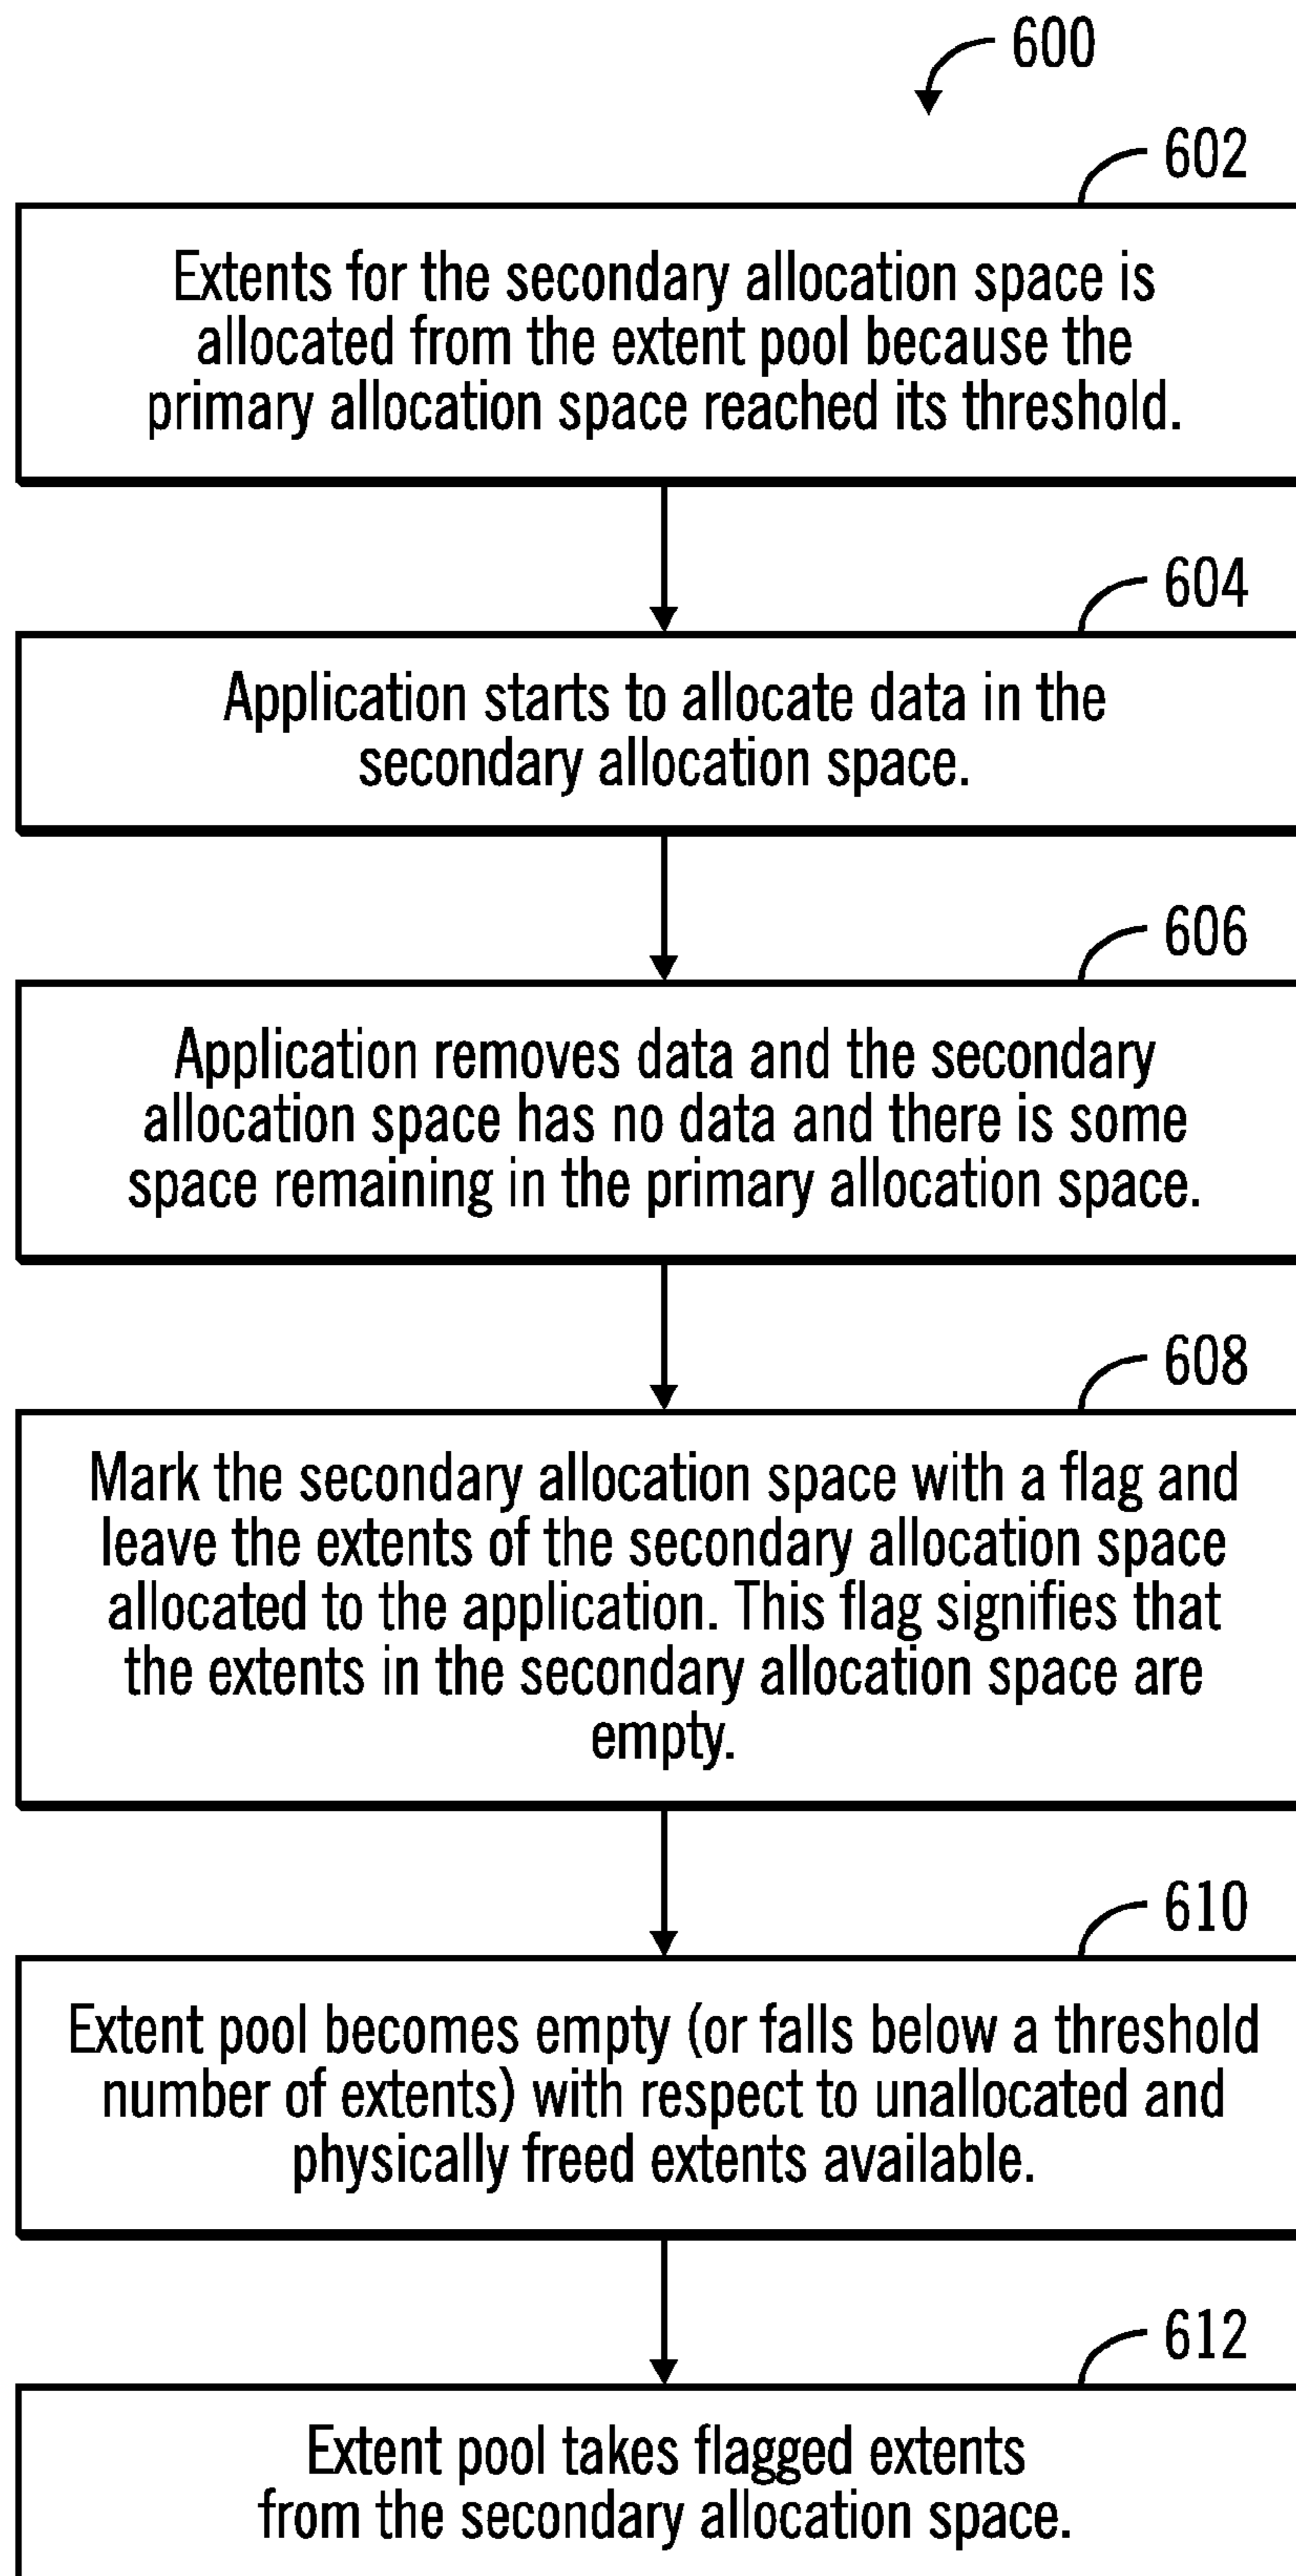 600
602
Extents for the secondary allocation space is
allocated from the extent pool because the
primary allocation space reached its threshold.
604
Application starts to allocate data in the
secondary allocation space.
606
Application removes data and the secondary
allocation space has no data and there is some
space remaining in the primary allocation space.
608
Mark the secondary allocation space with a flag and
leave the extents of the secondary allocation space
allocated to the application. This flag signifies that
the extents in the secondary allocation space are
empty.
610
Extent pool becomes empty (or falls below a threshold
number of extents) with respect to unallocated and
physically freed extents available.
612
Extent pool takes flagged extents
from the secondary allocation space.